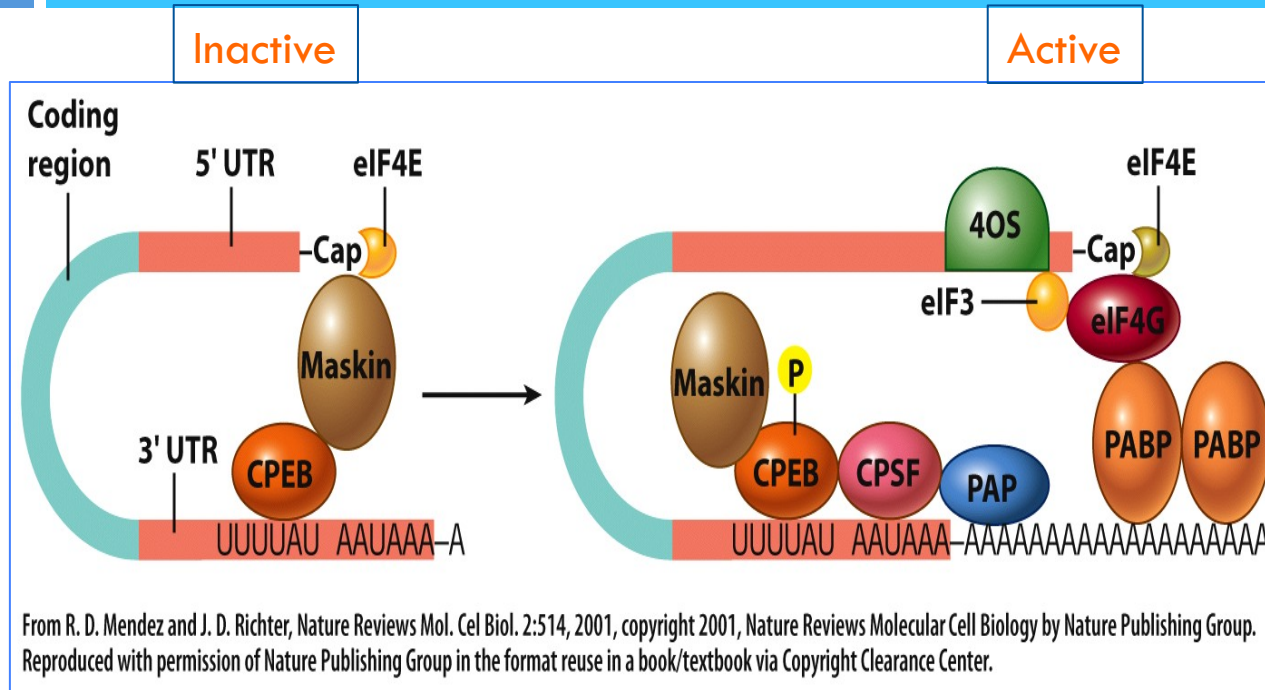 Inactive
Active
Coding
region
5' UTR
eIF4E
eIF4E
–Cap
4OS
–Cap
eIF3
eIF4G
Maskin
Maskin
P
3' UTR
CPEB
CPEB
CPSF
PAP
PABP
PABP
UUUUAU AAUAAA–A
UUUUAU AAUAAA–AAAAAAAAAAAAAAAAAAA
From R. D. Mendez and J. D. Richter, Nature Reviews Mol. Cel Biol. 2:514, 2001, copyright 2001, Nature Reviews Molecular Cell Biology by Nature Publishing Group.
Reproduced with permission of Nature Publishing Group in the format reuse in a book/textbook via Copyright Clearance Center.